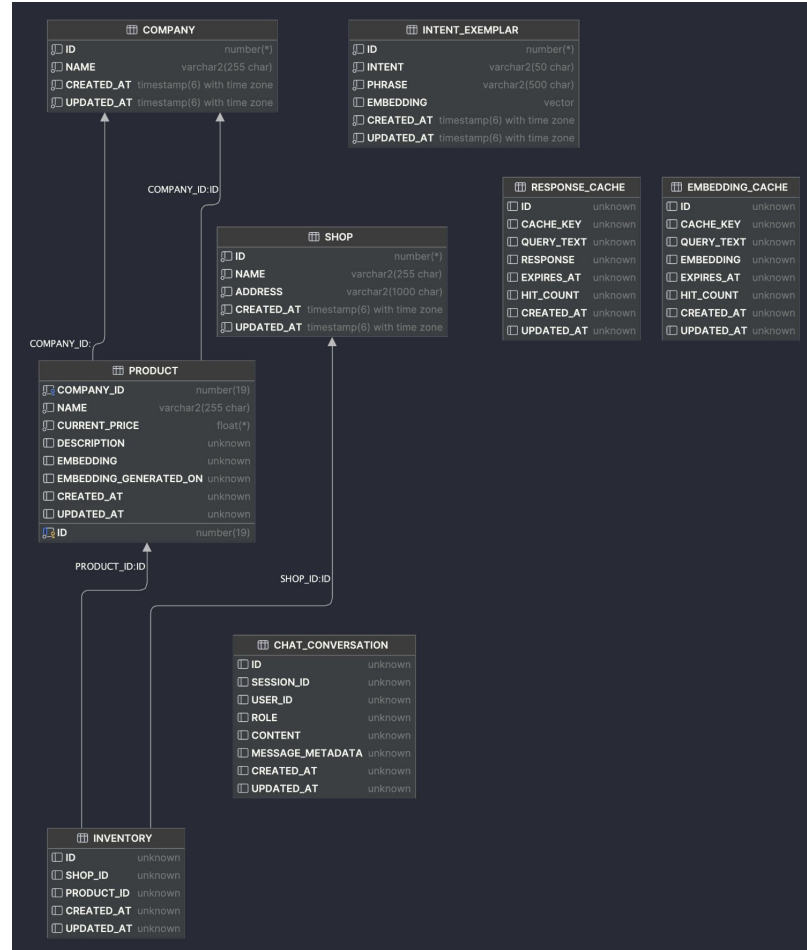 COMPANY
ID number(*)
NAME varchar2(255 char)
CREATED_AT timestamp(6) with time zone
UPDATED_AT timestamp(6) with time zone
INTENT_EXEMPLAR
ID number(*)
INTENT varchar2(50 char)
PHRASE varchar2(500 char)
EMBEDDING vector
CREATED_AT timestamp(6) with time zone
UPDATED_AT timestamp(6) with time zone
COMPANY_ID:ID
RESPONSE_CACHE
ID unknown
CACHE_KEY unknown
QUERY_TEXT unknown
RESPONSE unknown
EXPIRES_AT unknown
HIT_COUNT unknown
CREATED_AT unknown
UPDATED_AT unknown
EMBEDDING_CACHE
ID unknown
CACHE_KEY unknown
QUERY_TEXT unknown
EMBEDDING unknown
EXPIRES_AT unknown
HIT_COUNT unknown
CREATED_AT unknown
UPDATED_AT unknown
SHOP
ID number(*)
NAME varchar2(255 char)
ADDRESS varchar2(1000 char)
CREATED_AT timestamp(6) with time zone
UPDATED_AT timestamp(6) with time zone
COMPANY_ID:
PRODUCT
COMPANY_ID number(19)
NAME varchar2(255 char)
CURRENT_PRICE float(*)
DESCRIPTION unknown
EMBEDDING unknown
EMBEDDING_GENERATED_ON unknown
CREATED_AT unknown
UPDATED_AT unknown
ID number(19)
PRODUCT_ID:ID
SHOP_ID:ID
CHAT_CONVERSATION
ID unknown
SESSION_ID unknown
USER_ID unknown
ROLE unknown
CONTENT unknown
MESSAGE_METADATA unknown
CREATED_AT unknown
UPDATED_AT unknown
INVENTORY
ID unknown
SHOP_ID unknown
PRODUCT_ID unknown
CREATED_AT unknown
UPDATED_AT unknown